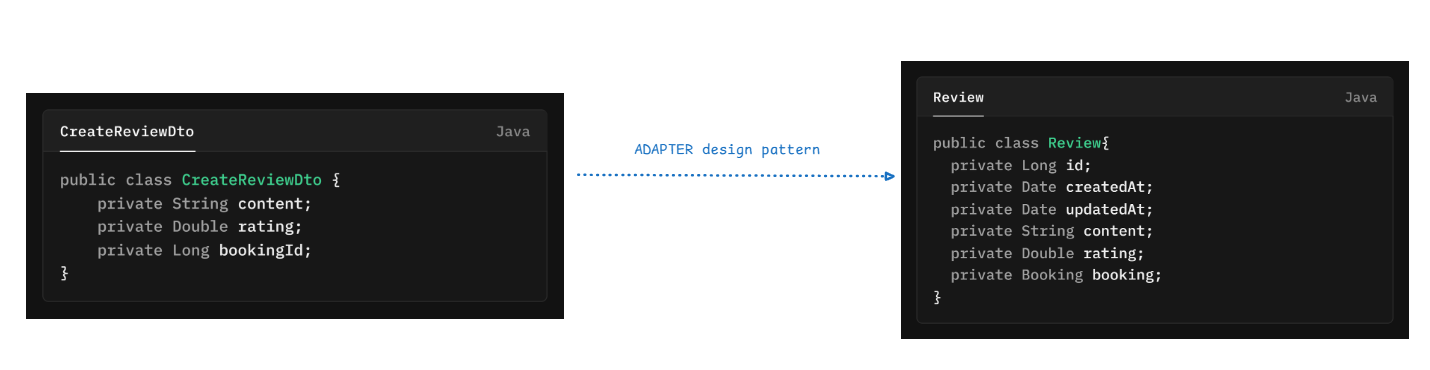 CreateReviewDto Java
public class CreateReviewDto {
    private String content;
    private Double rating;
    private Long bookingId;
}
ADAPTER design pattern
Review Java
public class Review{
  private Long id;
  private Date createdAt;
  private Date updatedAt;
  private String content;
  private Double rating;
  private Booking booking;
}